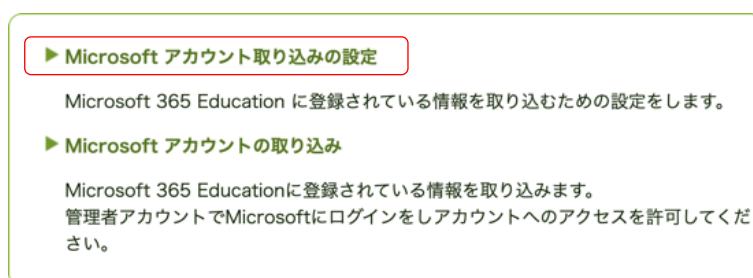 Microsoft アカウント取り込みの設定
Microsoft 365 Education に登録されている情報を取り込むための設定をします。
Microsoft アカウントの取り込み
Microsoft 365 Educationに登録されている情報を取り込みます。
管理者アカウントでMicrosoftにログインをしアカウントへのアクセスを許可してくだ
さい。